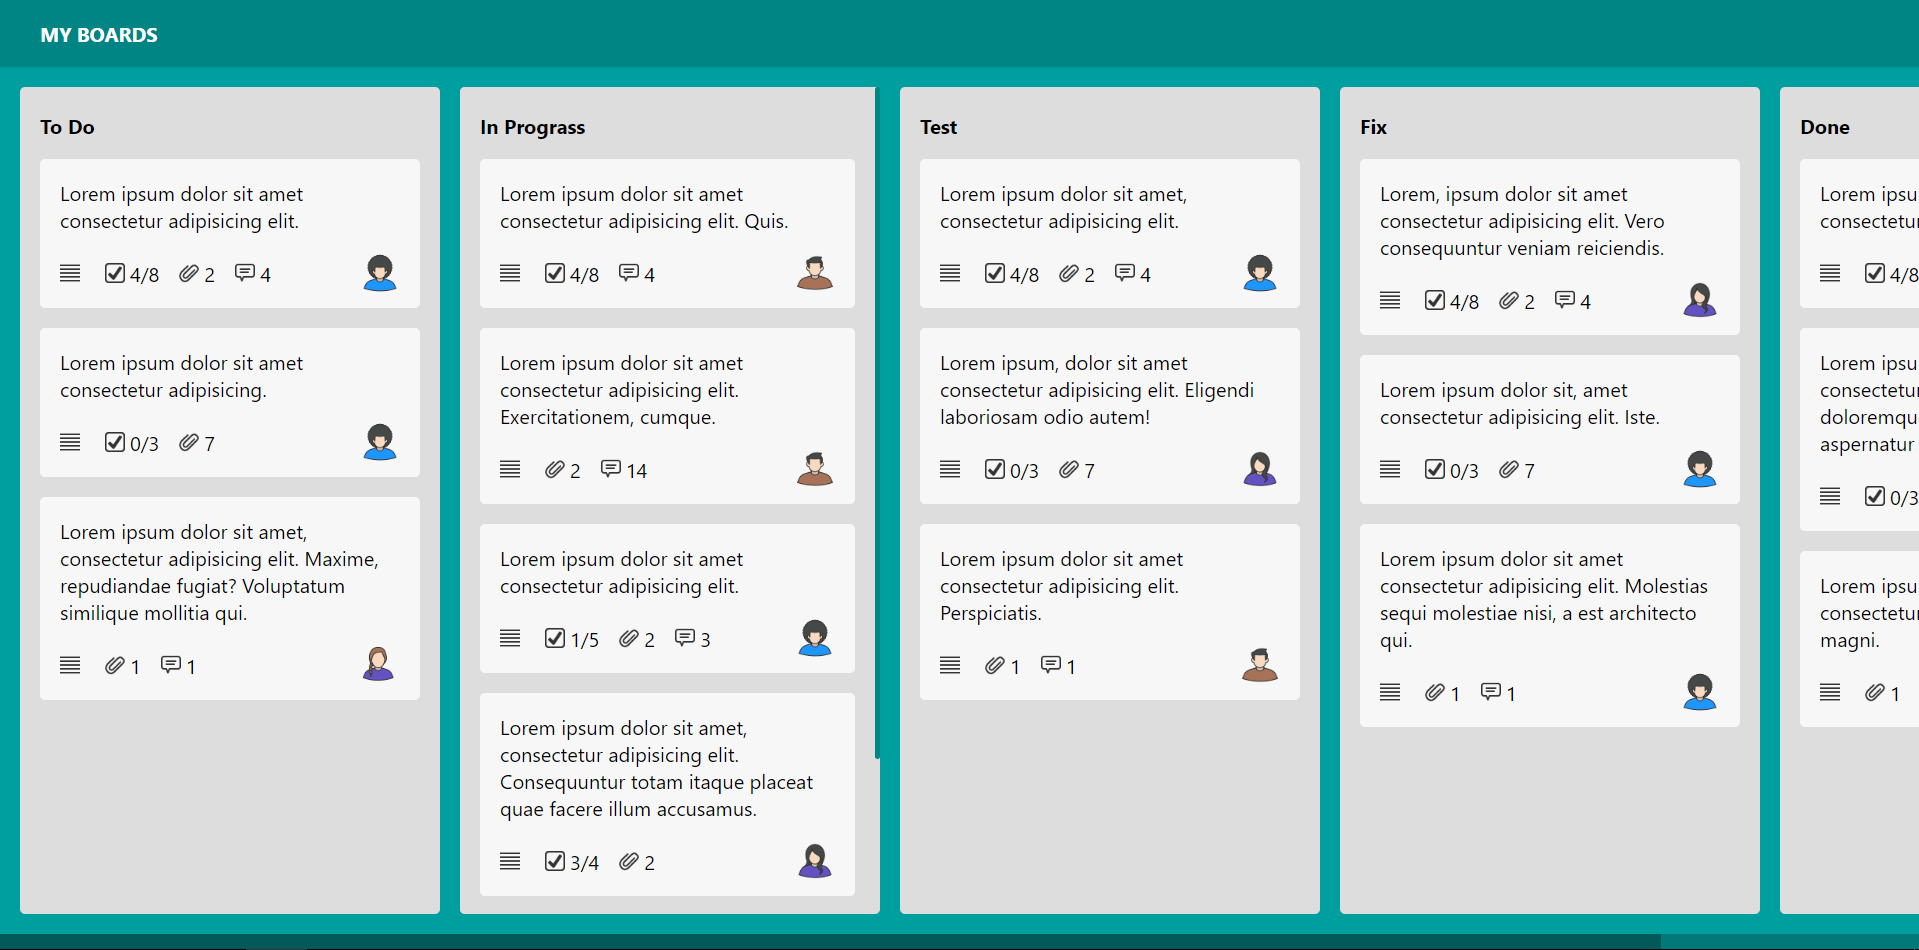 MY BOARDS
To Do
Lorem ipsum dolor sit amet
consectetur adipisicing elit.
4/8 2 4
Lorem ipsum dolor sit amet
consectetur adipisicing.
0/3 7
Lorem ipsum dolor sit amet,
consectetur adipisicing elit. Maxime,
repudiandae fugiat? Voluptatum
similique mollitia qui.
1 1
In Prograss
Lorem ipsum dolor sit amet
consectetur adipisicing elit. Quis.
4/8 4
Lorem ipsum dolor sit amet
consectetur adipisicing elit.
Exercitationem, cumque.
2 14
Lorem ipsum dolor sit amet
consectetur adipisicing elit.
1/5 2 3
Lorem ipsum dolor sit amet,
consectetur adipisicing elit.
Consequuntur totam itaque placeat
quae facere illum accusamus.
3/4 2
Test
Lorem ipsum dolor sit amet,
consectetur adipisicing elit.
4/8 2 4
Lorem ipsum, dolor sit amet
consectetur adipisicing elit. Eligendi
laboriosam odio autem!
0/3 7
Lorem ipsum dolor sit amet
consectetur adipisicing elit.
Perspiciatis.
1 1
Fix
Lorem, ipsum dolor sit amet
consectetur adipisicing elit. Vero
consequuntur veniam reiciendis.
4/8 2 4
Lorem ipsum dolor sit, amet
consectetur adipisicing elit. Iste.
0/3 7
Lorem ipsum dolor sit amet
consectetur adipisicing elit. Molestias
sequi molestiae nisi, a est architecto
qui.
1 1
Done
Lorem ipsu
consectetu
4/8
Lorem ipsu
consectetu
doloremqu
aspernatur
0/3
Lorem ipsu
consectetu
magni.
1